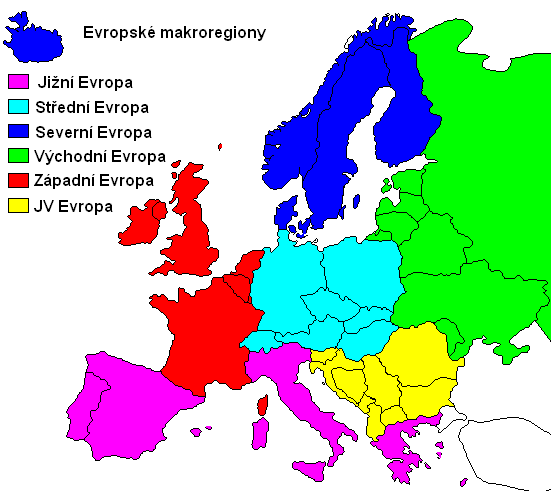 Evropské makroregiony
Jižní Evropa
Střední Evropa
Severní Evropa
Východní Evropa
Západní Evropa
JV Evropa